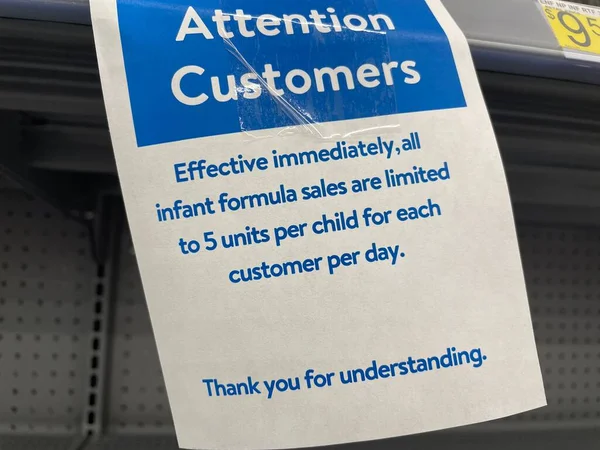 Attention
Customers
Effective immediately, all
infant formula sales are limited
to 5 units per child for each
customer per day.
Thank you for understanding.
$95